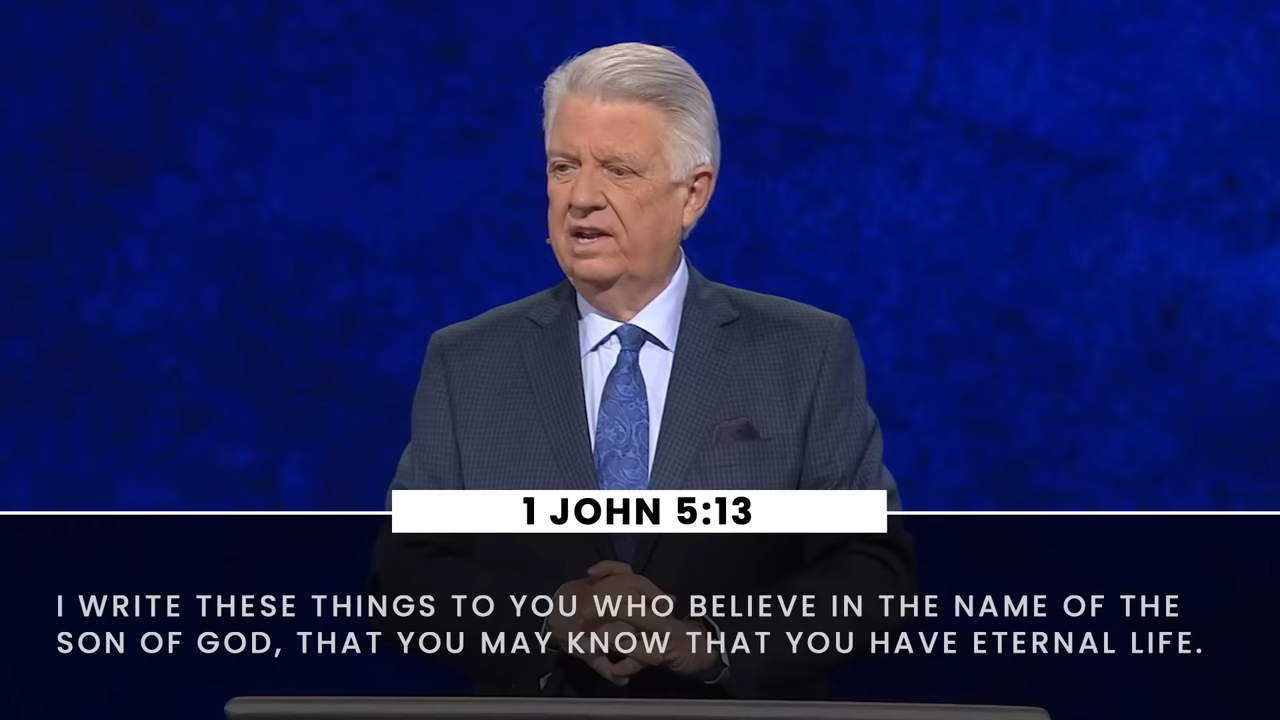 1 JOHN 5:13
I WRITE THESE THINGS TO YOU WHO BELIEVE IN THE NAME OF THE
SON OF GOD, THAT YOU MAY KNOW THAT YOU HAVE ETERNAL LIFE.